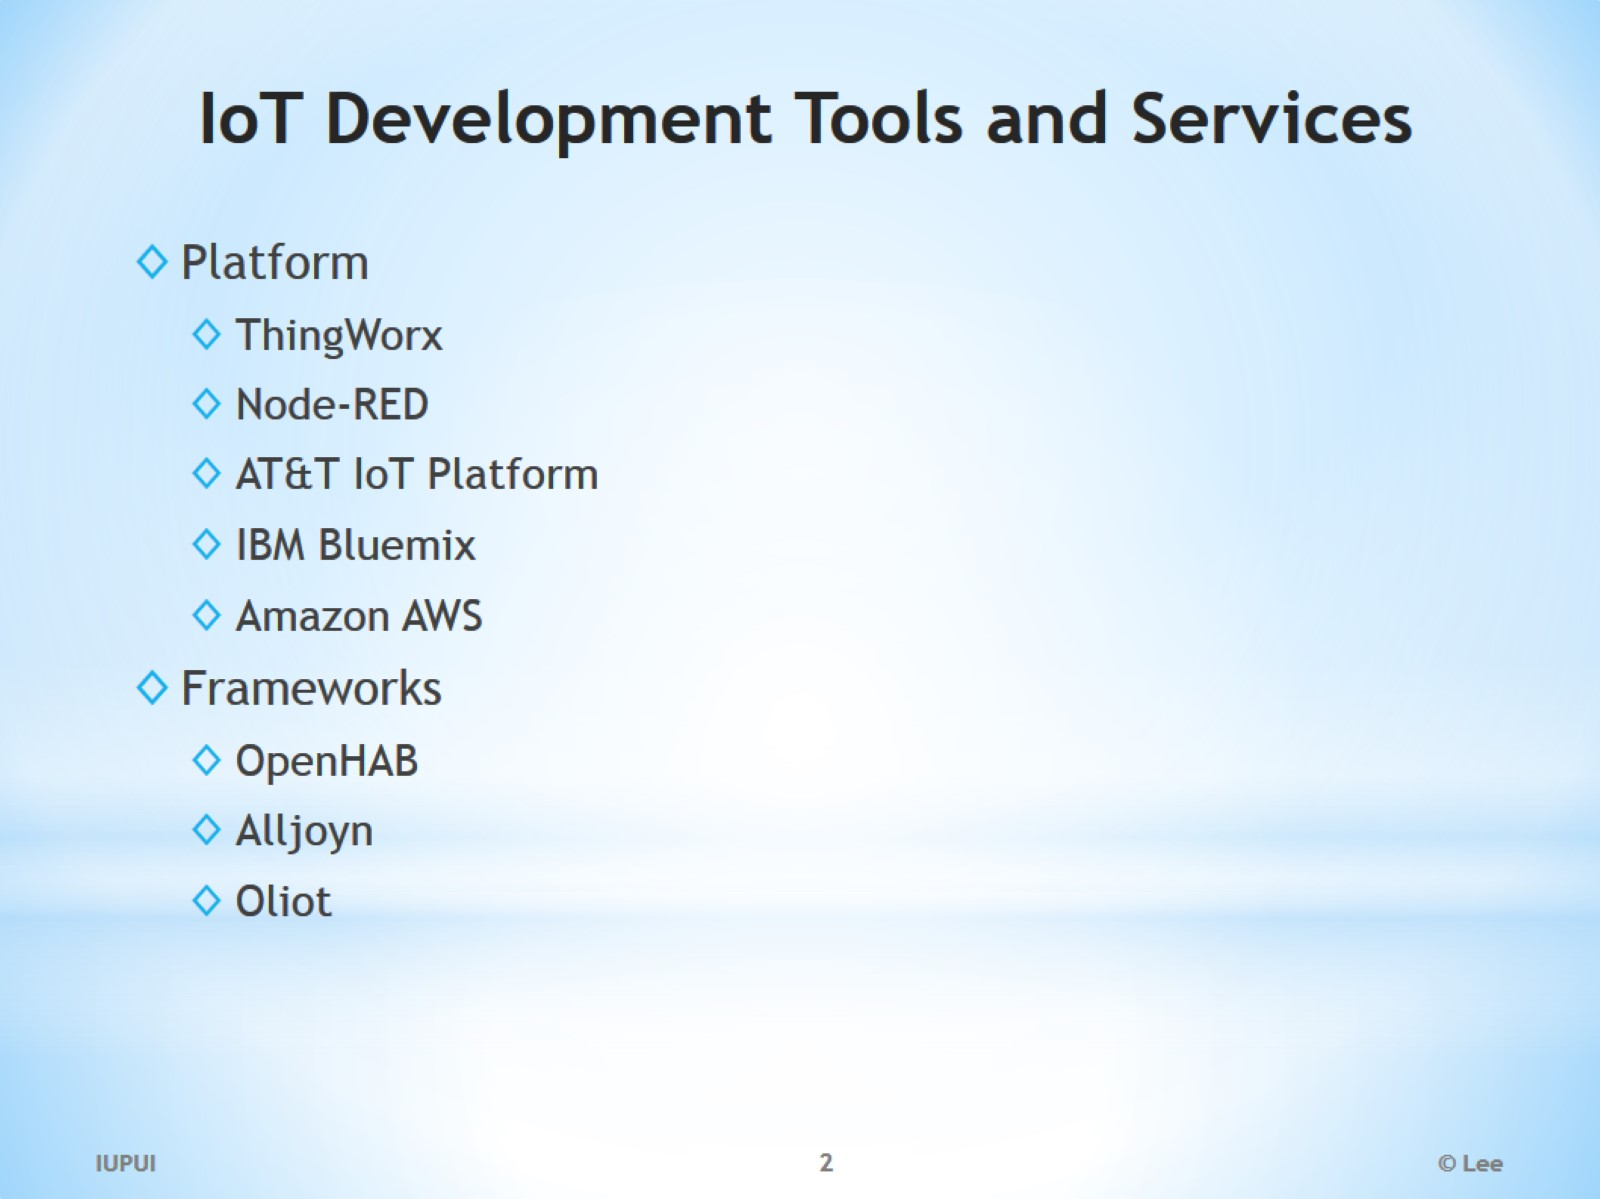 IoT Development Tools and Services
Platform
ThingWorx
Node-RED
AT&T IoT Platform
IBM Bluemix
Amazon AWS
Frameworks
OpenHAB
Alljoyn
Oliot
IUPUI
2
© Lee